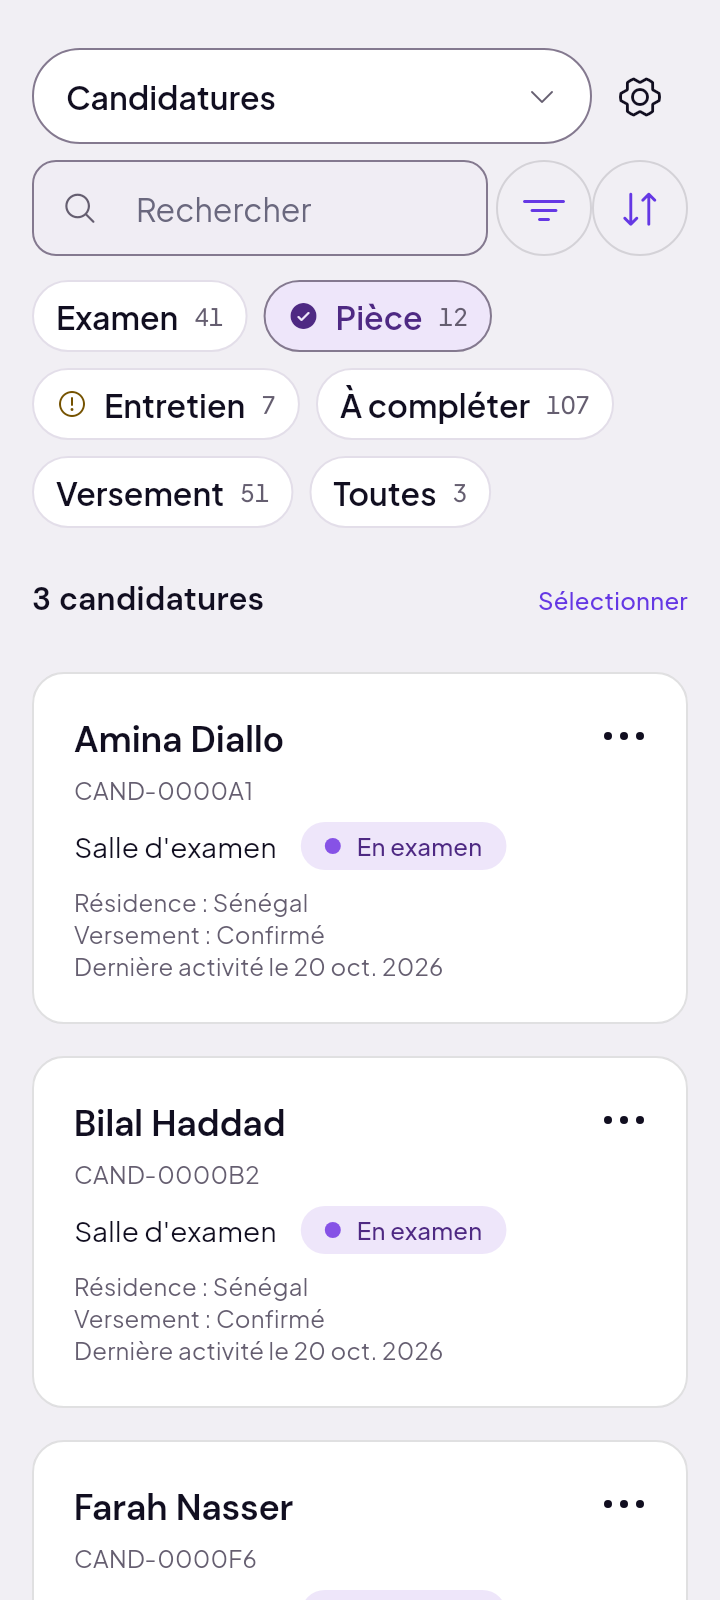 Candidatures
Rechercher
Examen 41
Pièce 12
Entretien 7
À compléter 107
Versement 51
Toutes 3
3 candidatures
Sélectionner
Amina Diallo
CAND-0000A1
Salle d'examen
En examen
Résidence : Sénégal
Versement : Confirmé
Dernière activité le 20 oct. 2026
Bilal Haddad
CAND-0000B2
Salle d'examen
En examen
Résidence : Sénégal
Versement : Confirmé
Dernière activité le 20 oct. 2026
Farah Nasser
CAND-0000F6